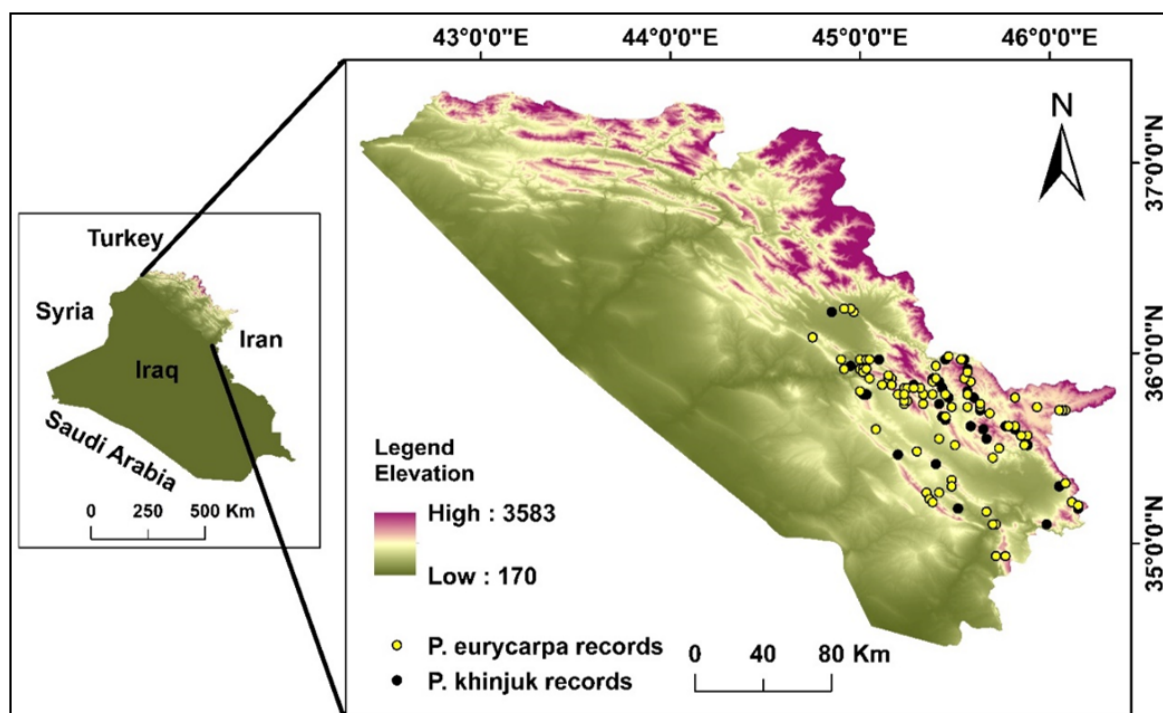 43°0'0"E 44°0'0"E 45°0'0"E 46°0'0"E
N
37°0'0"N
36°0'0"N
35°0'0"N
Turkey
Syria
Iran
Iraq
Saudi Arabia
0 250 500 Km
Legend
Elevation
High : 3583
Low : 170
P. eurycarpa records
P. khinjuk records
0 40 80 Km